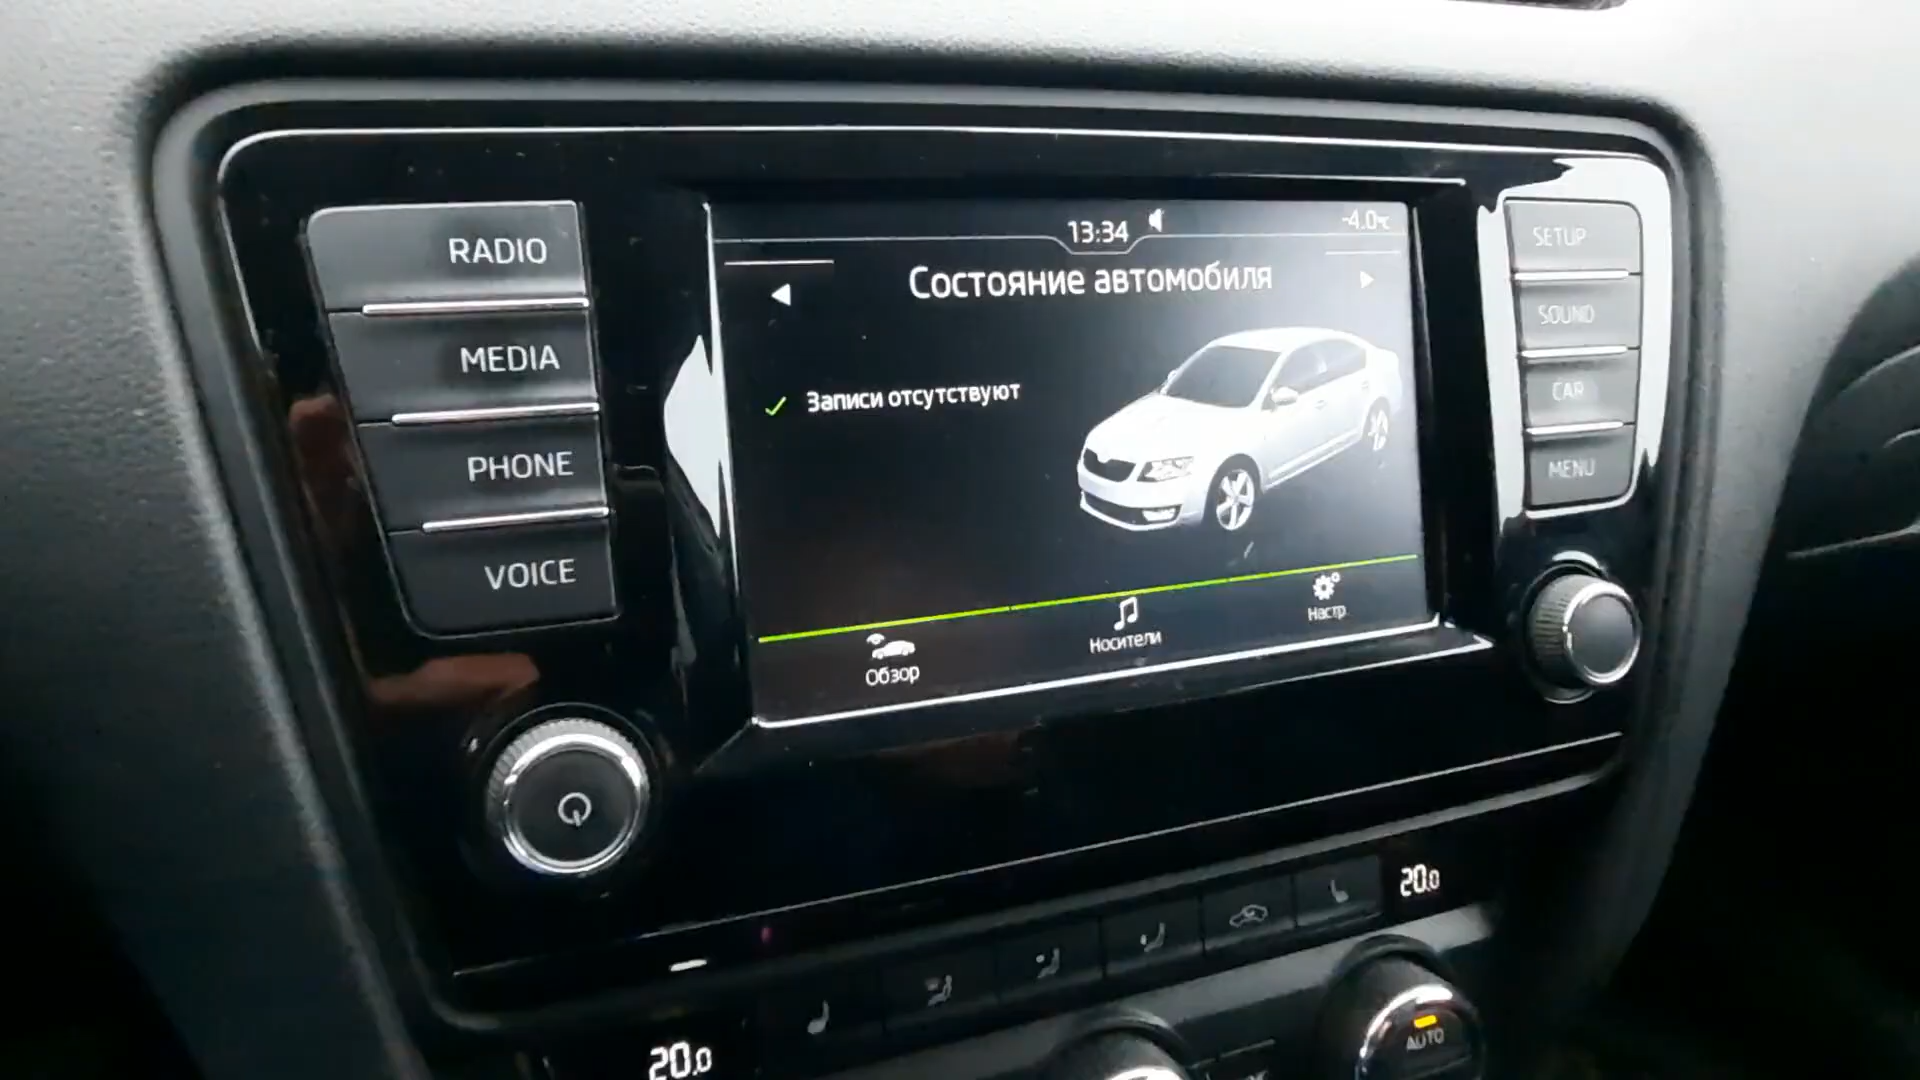 RADIO
MEDIA
PHONE
VOICE
13:34
-4.0°C
Состояние автомобиля
Записи отсутствуют
Обзор
Носители
Настр.
SETUP
SOUND
CAR
MENU
20.0
20.0
AUTO